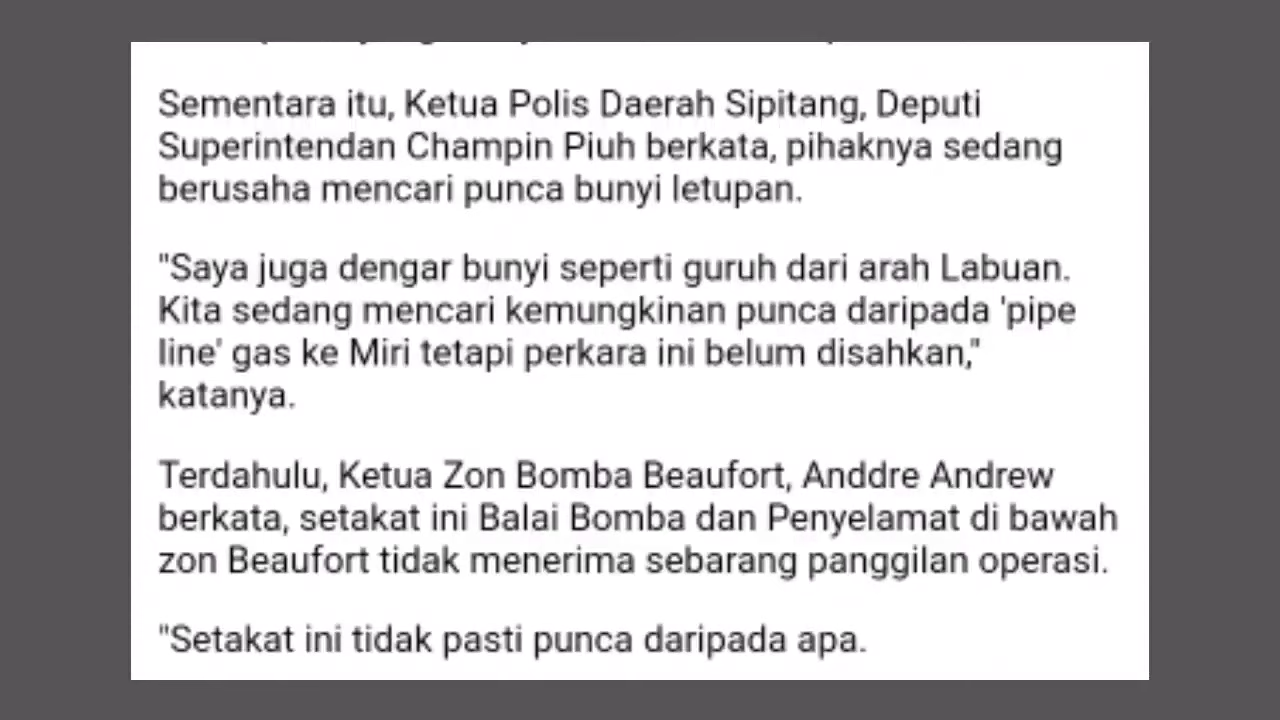 Sementara itu, Ketua Polis Daerah Sipitang, Deputi
Superintendan Champin Piuh berkata, pihaknya sedang
berusaha mencari punca bunyi letupan.
"Saya juga dengar bunyi seperti guruh dari arah Labuan.
Kita sedang mencari kemungkinan punca daripada 'pipe
line' gas ke Miri tetapi perkara ini belum disahkan,"
katanya.
Terdahulu, Ketua Zon Bomba Beaufort, Anddre Andrew
berkata, setakat ini Balai Bomba dan Penyelamat di bawah
zon Beaufort tidak menerima sebarang panggilan operasi.
"Setakat ini tidak pasti punca daripada apa.